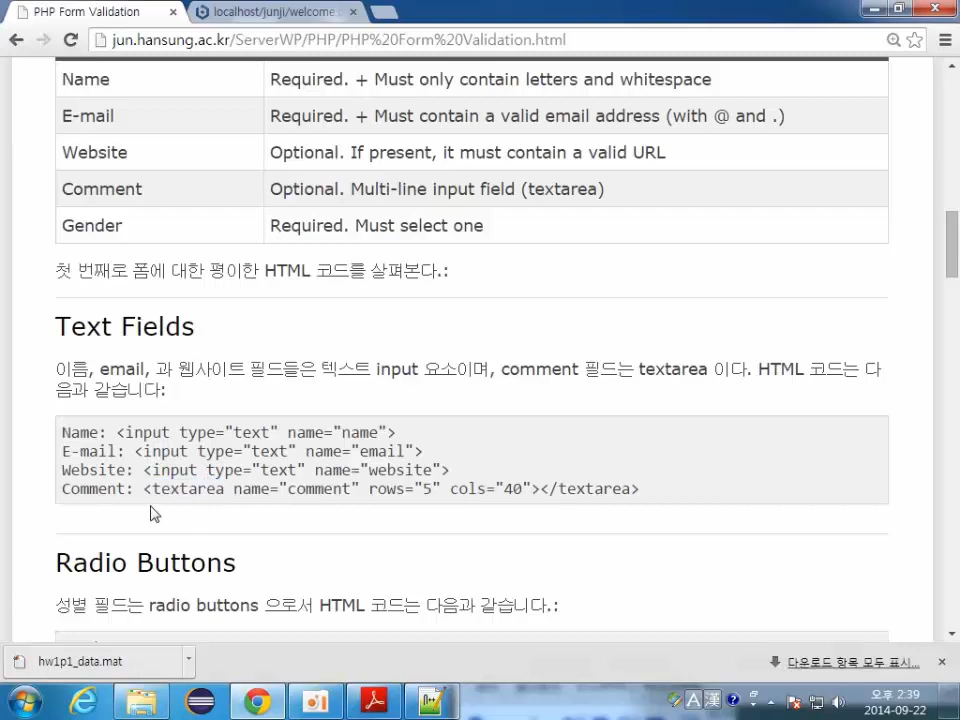 PHP Form Validation
localhost/junji/welcome.
jun.hansung.ac.kr/ServerWP/PHP/PHP%20Form%20Validation.html
Name Required. + Must only contain letters and whitespace
E-mail Required. + Must contain a valid email address (with @ and .)
Website Optional. If present, it must contain a valid URL
Comment Optional. Multi-line input field (textarea)
Gender Required. Must select one
첫 번째로 폼에 대한 평이한 HTML 코드를 살펴본다.:
Text Fields
이름, email, 과 웹사이트 필드들은 텍스트 input 요소이며, comment 필드는 textarea 이다. HTML 코드는 다
음과 같습니다:
Name: <input type="text" name="name">
E-mail: <input type="text" name="email">
Website: <input type="text" name="website">
Comment: <textarea name="comment" rows="5" cols="40"></textarea>
Radio Buttons
성별 필드는 radio buttons 으로서 HTML 코드는 다음과 같습니다.:
hw1p1_data.mat
다운로드 항목 모두 표시...
A 漢
오후 2:39
2014-09-22